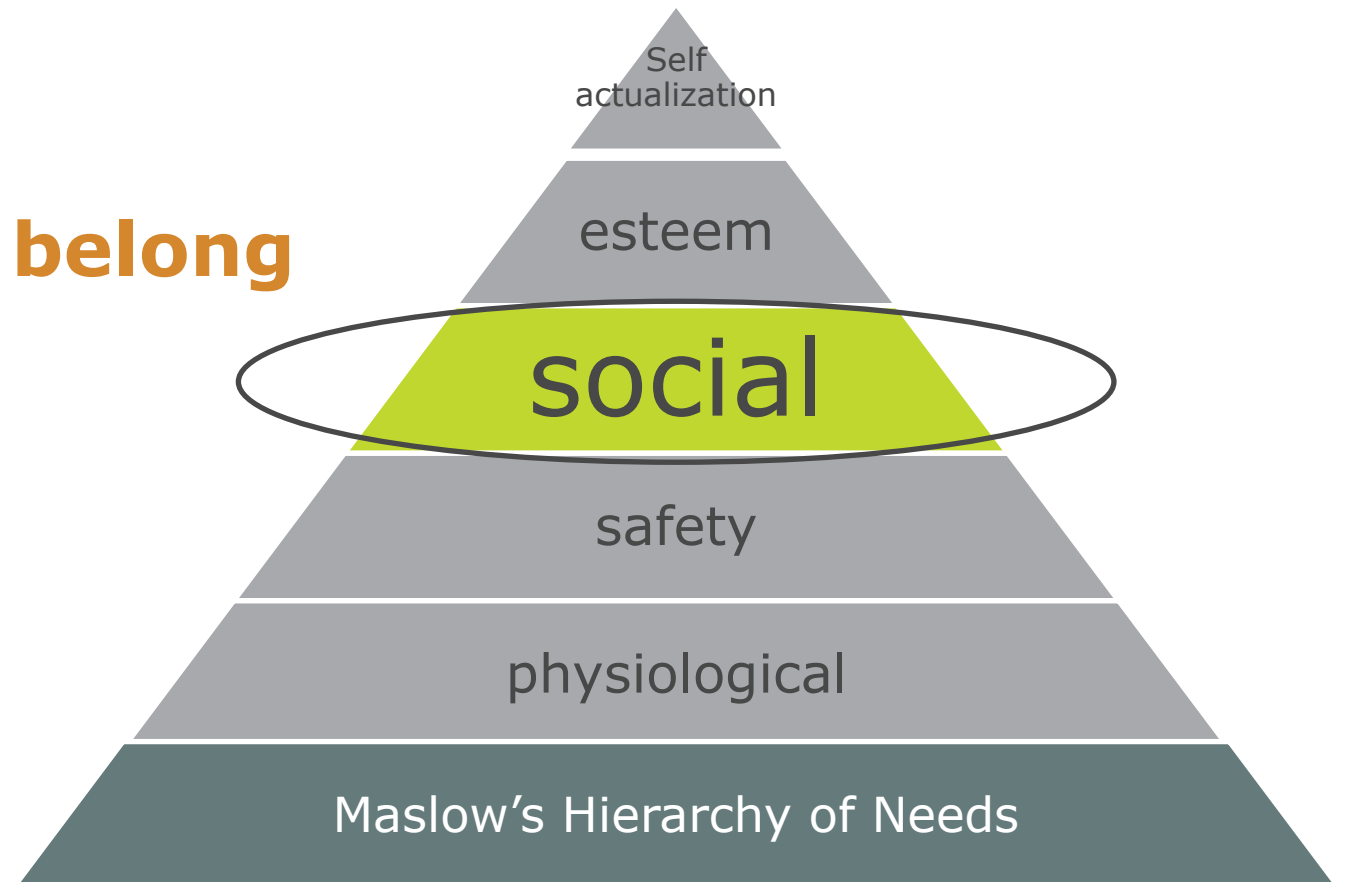 Self
actualization
esteem
belong
social
safety
physiological
Maslow’s Hierarchy of Needs